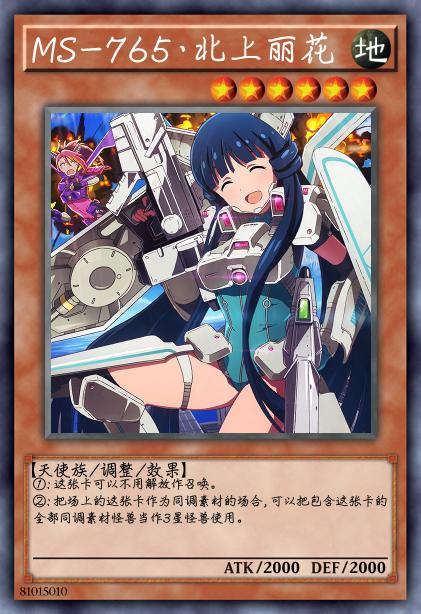 MS-765·北上丽花
地
【天使族/调整/效果】
①：这张卡可以不用解放作召唤。
②：把场上的这张卡作为同调素材的场合,可以把包含这张卡的
全部同调素材怪兽当作3星怪兽使用。
ATK/2000 DEF/2000
81015010